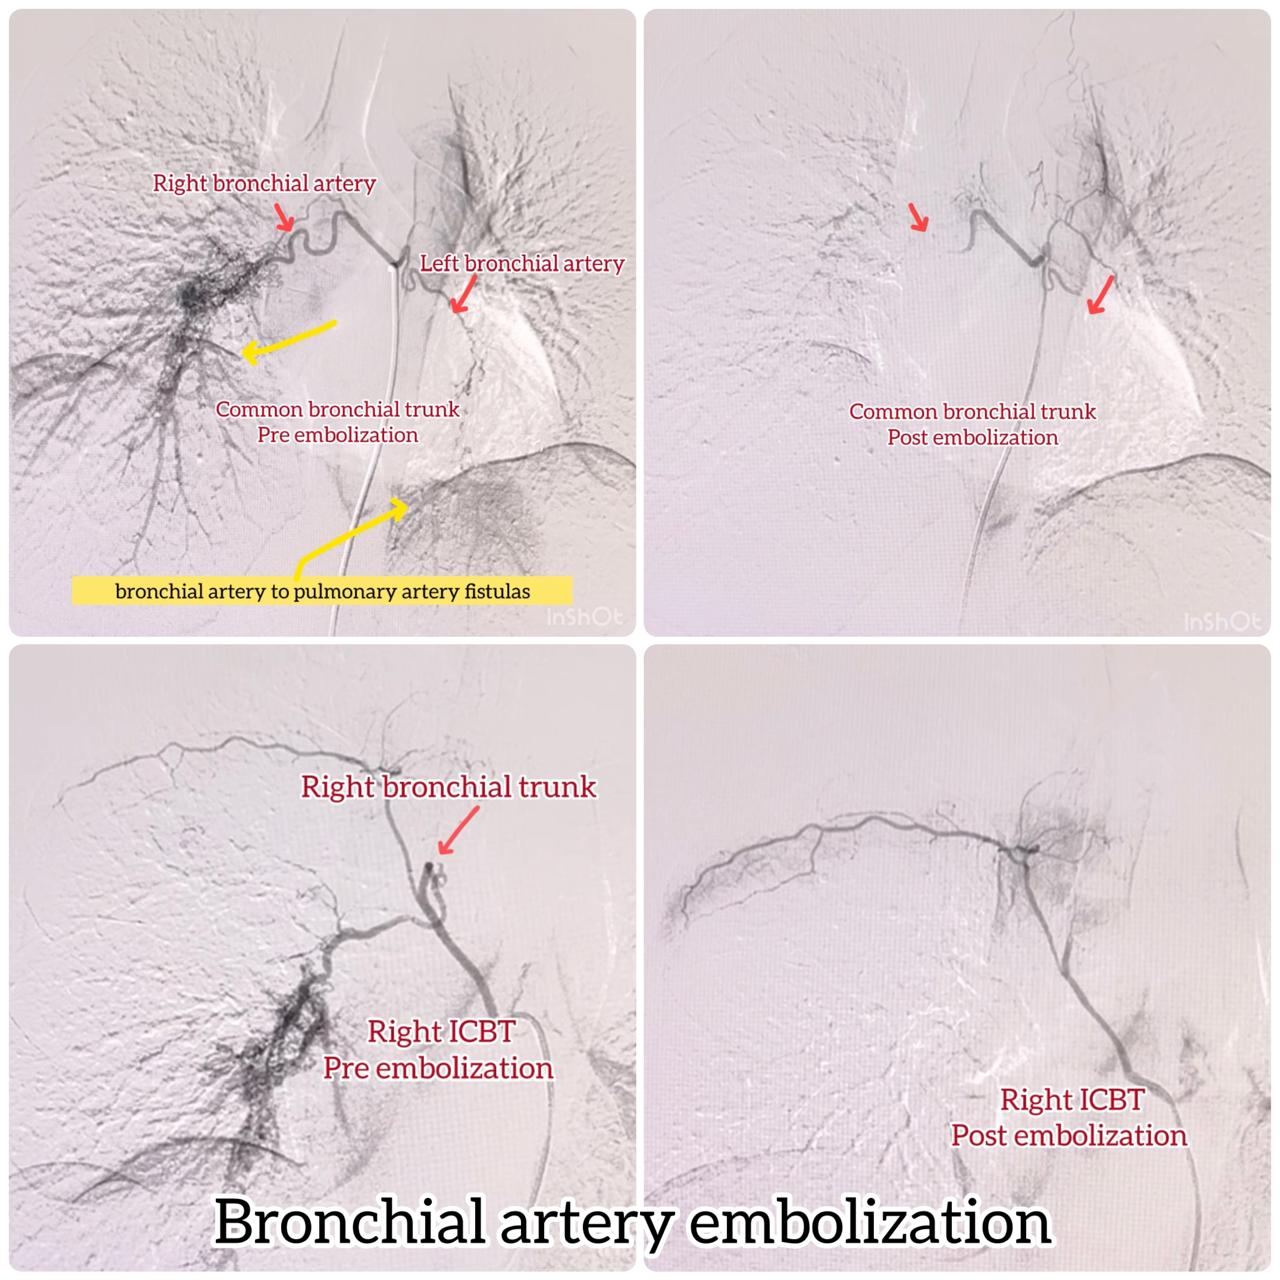 Right bronchial artery
Left bronchial artery
Common bronchial trunk
Pre embolization
bronchial artery to pulmonary artery fistulas
InShOt
Common bronchial trunk
Post embolization
InShOt
Right bronchial trunk
Right ICBT
Pre embolization
Right ICBT
Post embolization
Bronchial artery embolization